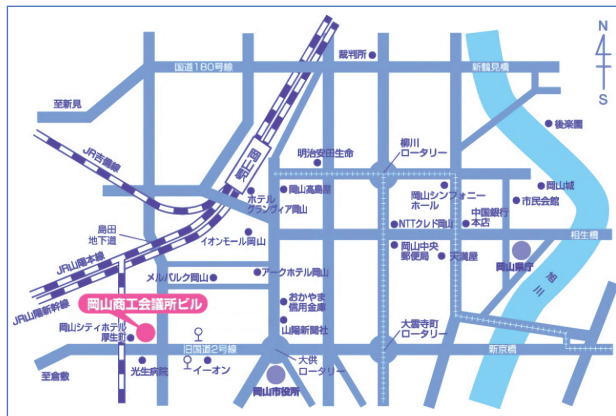 N
S
裁判所
国道180号線
新鶴見橋
至新見
後楽園
JR吉備線
岡山駅
明治安田生命
柳川
ロータリー
ホテル
グランヴィア岡山
岡山高島屋
岡山シンフォニー
ホール
岡山城
市民会館
島田
地下道
イオンモール岡山
NTTクレド岡山
中国銀行
本店
相生橋
JR山陽本線
JR山陽新幹線
メルパルク岡山
アークホテル岡山
岡山中央
郵便局
天満屋
岡山県庁
旭川
岡山商工会議所ビル
おかやま
信用金庫
岡山シティホテル
厚生町
山陽新聞社
大雲寺町
ロータリー
旧国道2号線
新京橋
大供
ロータリー
至倉敷
光生病院
イーオン
岡山市役所